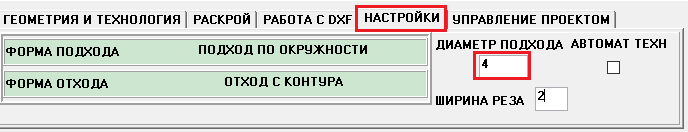 ГЕОМЕТРИЯ И ТЕХНОЛОГИЯ РАСКРОЙ РАБОТА С DXF НАСТРОЙКИ УПРАВЛЕНИЕ ПРОЕКТОМ
ФОРМА ПОДХОДА ПОДХОД ПО ОКРУЖНОСТИ
ФОРМА ОТХОДА ОТХОД С КОНТУРА
ДИАМЕТР ПОДХОДА АВТОМАТ ТЕХН
4
ШИРИНА РЕЗА 2